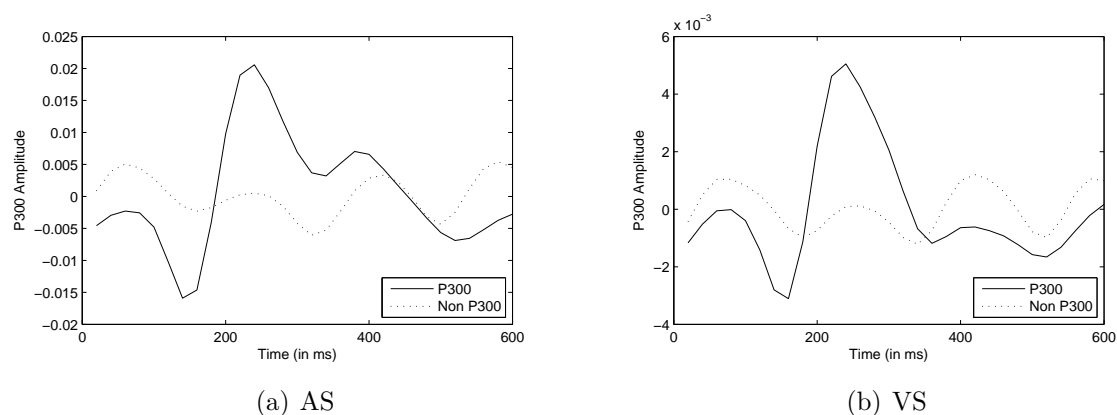 0.025
0.02
0.015
0.01
0.005
0
−0.005
−0.01
−0.015
−0.02
P300 Amplitude
0 200 400 600
Time (in ms)
P300
Non P300
(a) AS
x 10⁻³
6
4
2
0
−2
−4
P300 Amplitude
0 200 400 600
Time (in ms)
P300
Non P300
(b) VS